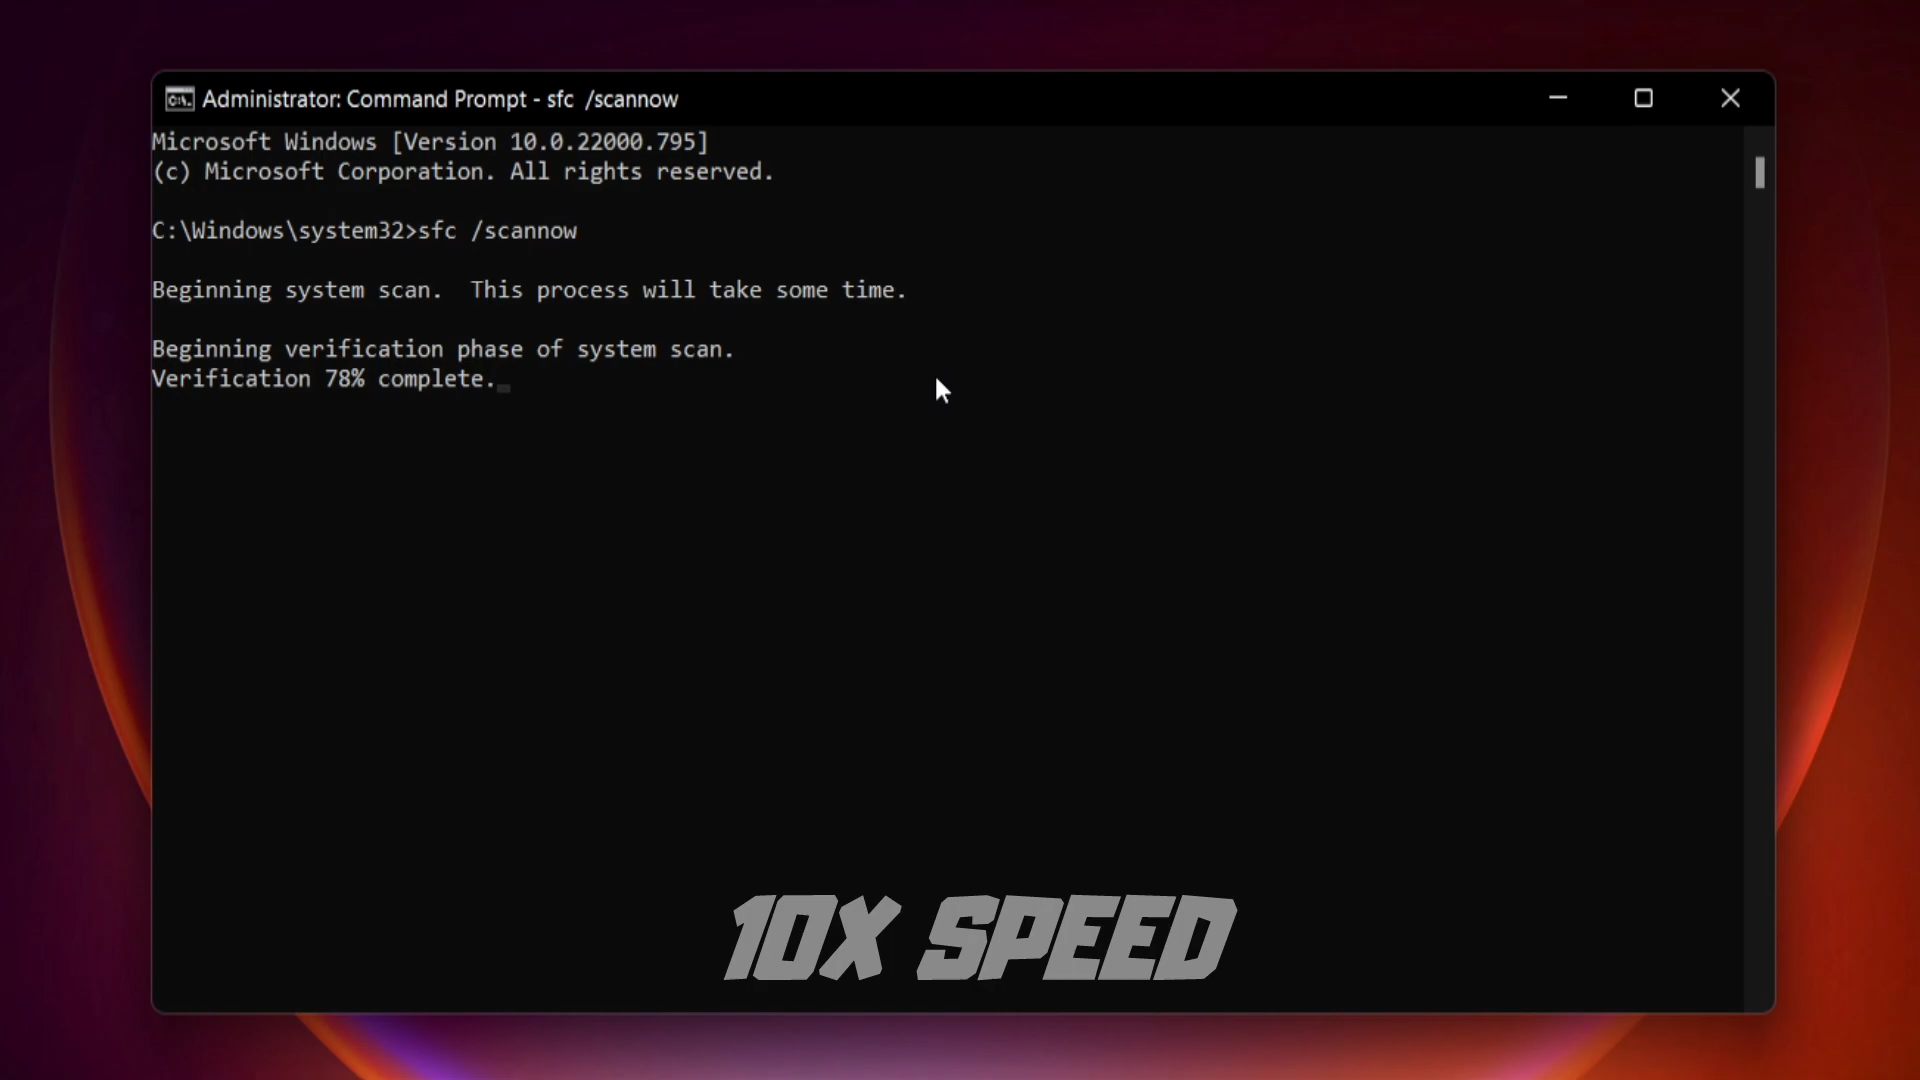 Administrator: Command Prompt - sfc  /scannow
Microsoft Windows [Version 10.0.22000.795]
(c) Microsoft Corporation. All rights reserved.
C:\Windows\system32>sfc /scannow
Beginning system scan.  This process will take some time.
Beginning verification phase of system scan.
Verification 78% complete.
10X SPEED